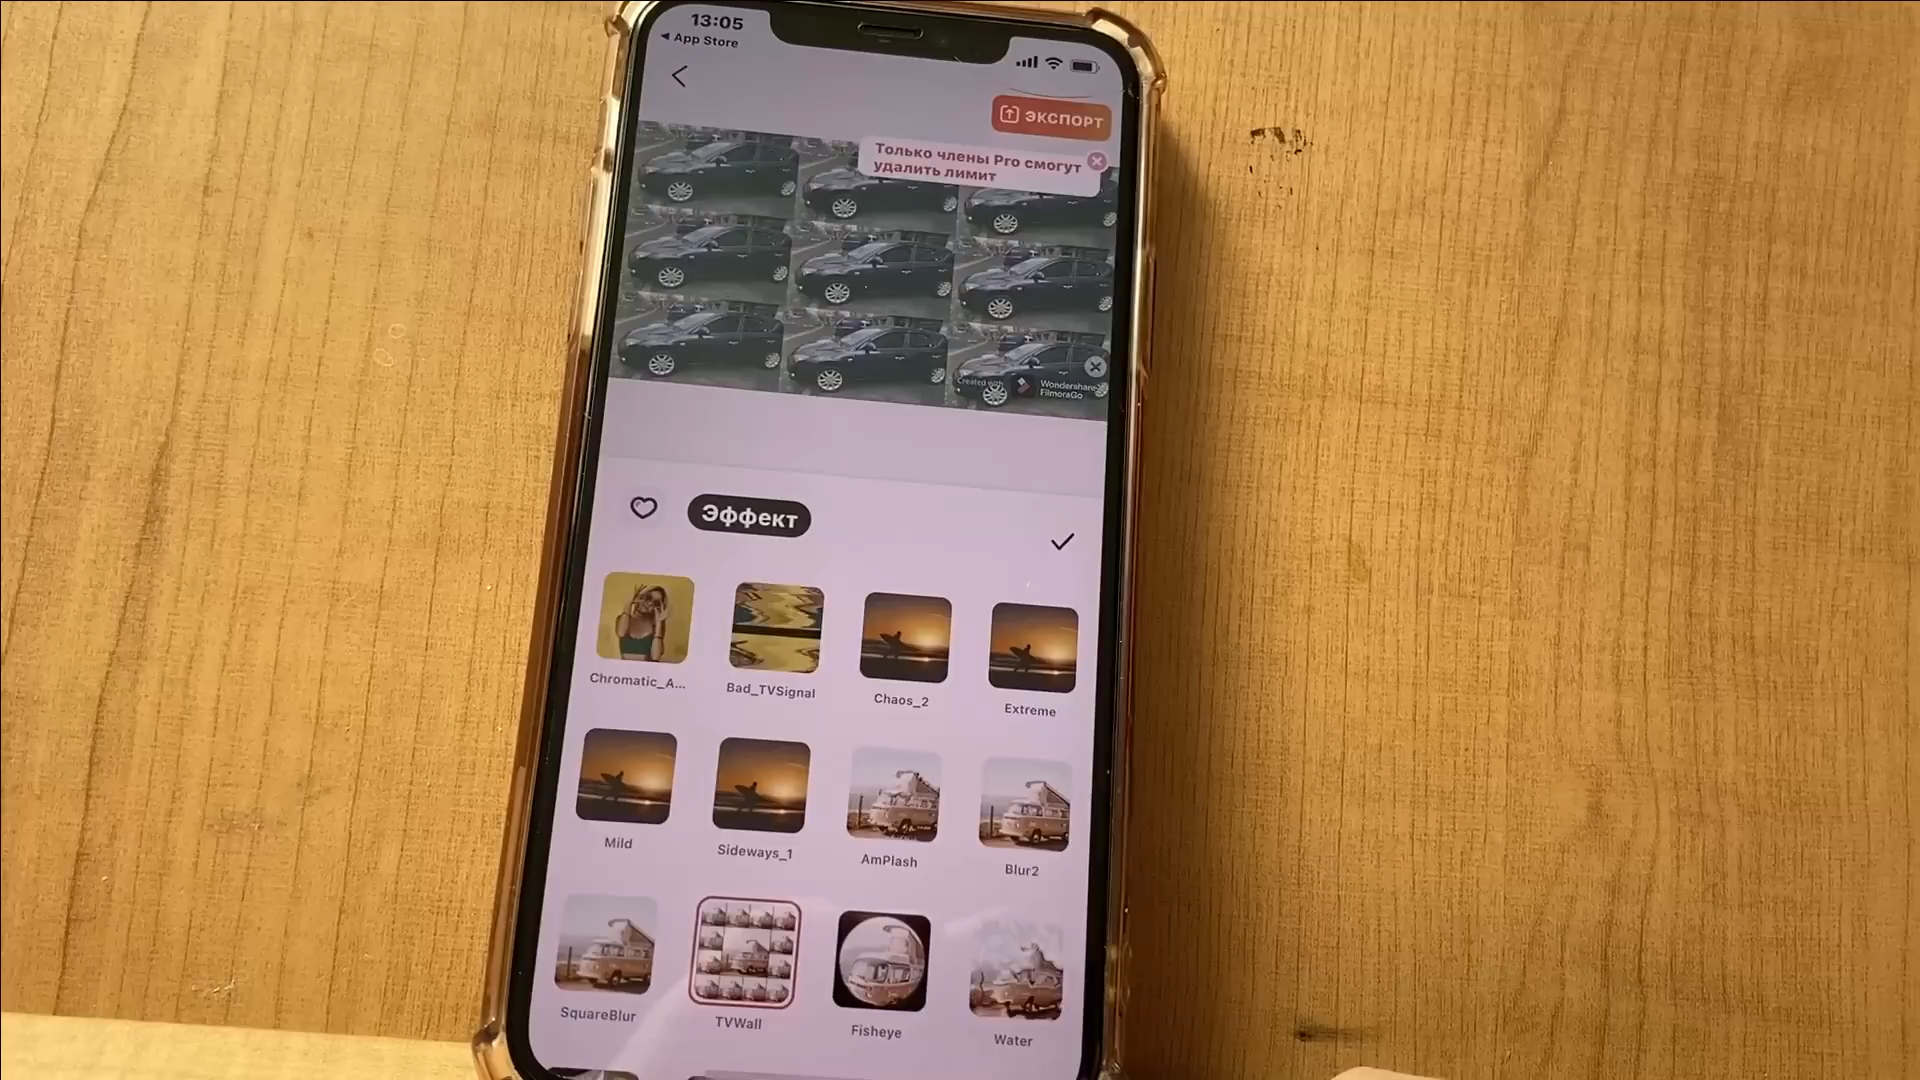 13:05
App Store
ЭКСПОРТ
Только члены Pro смогут
удалить лимит
Created with
Wondershare
FilmoraGo
Эффект
Chromatic_A...
Bad_TVSignal
Chaos_2
Extreme
Mild
Sideways_1
AmPlash
Blur2
SquareBlur
TVWall
Fisheye
Water